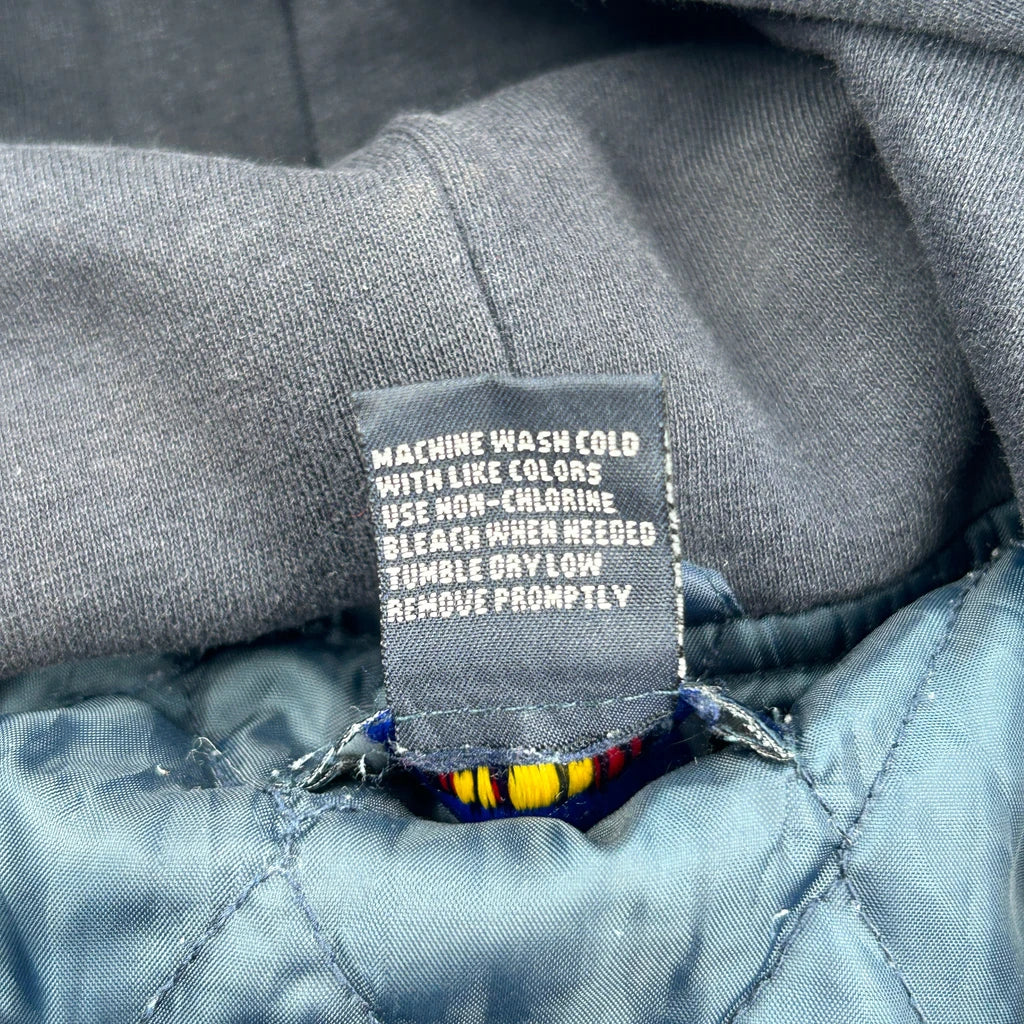 MACHINE WASH COLD
WITH LIKE COLORS
USE NON-CHLORINE
BLEACH WHEN NEEDED
TUMBLE DRY LOW
REMOVE PROMPTLY